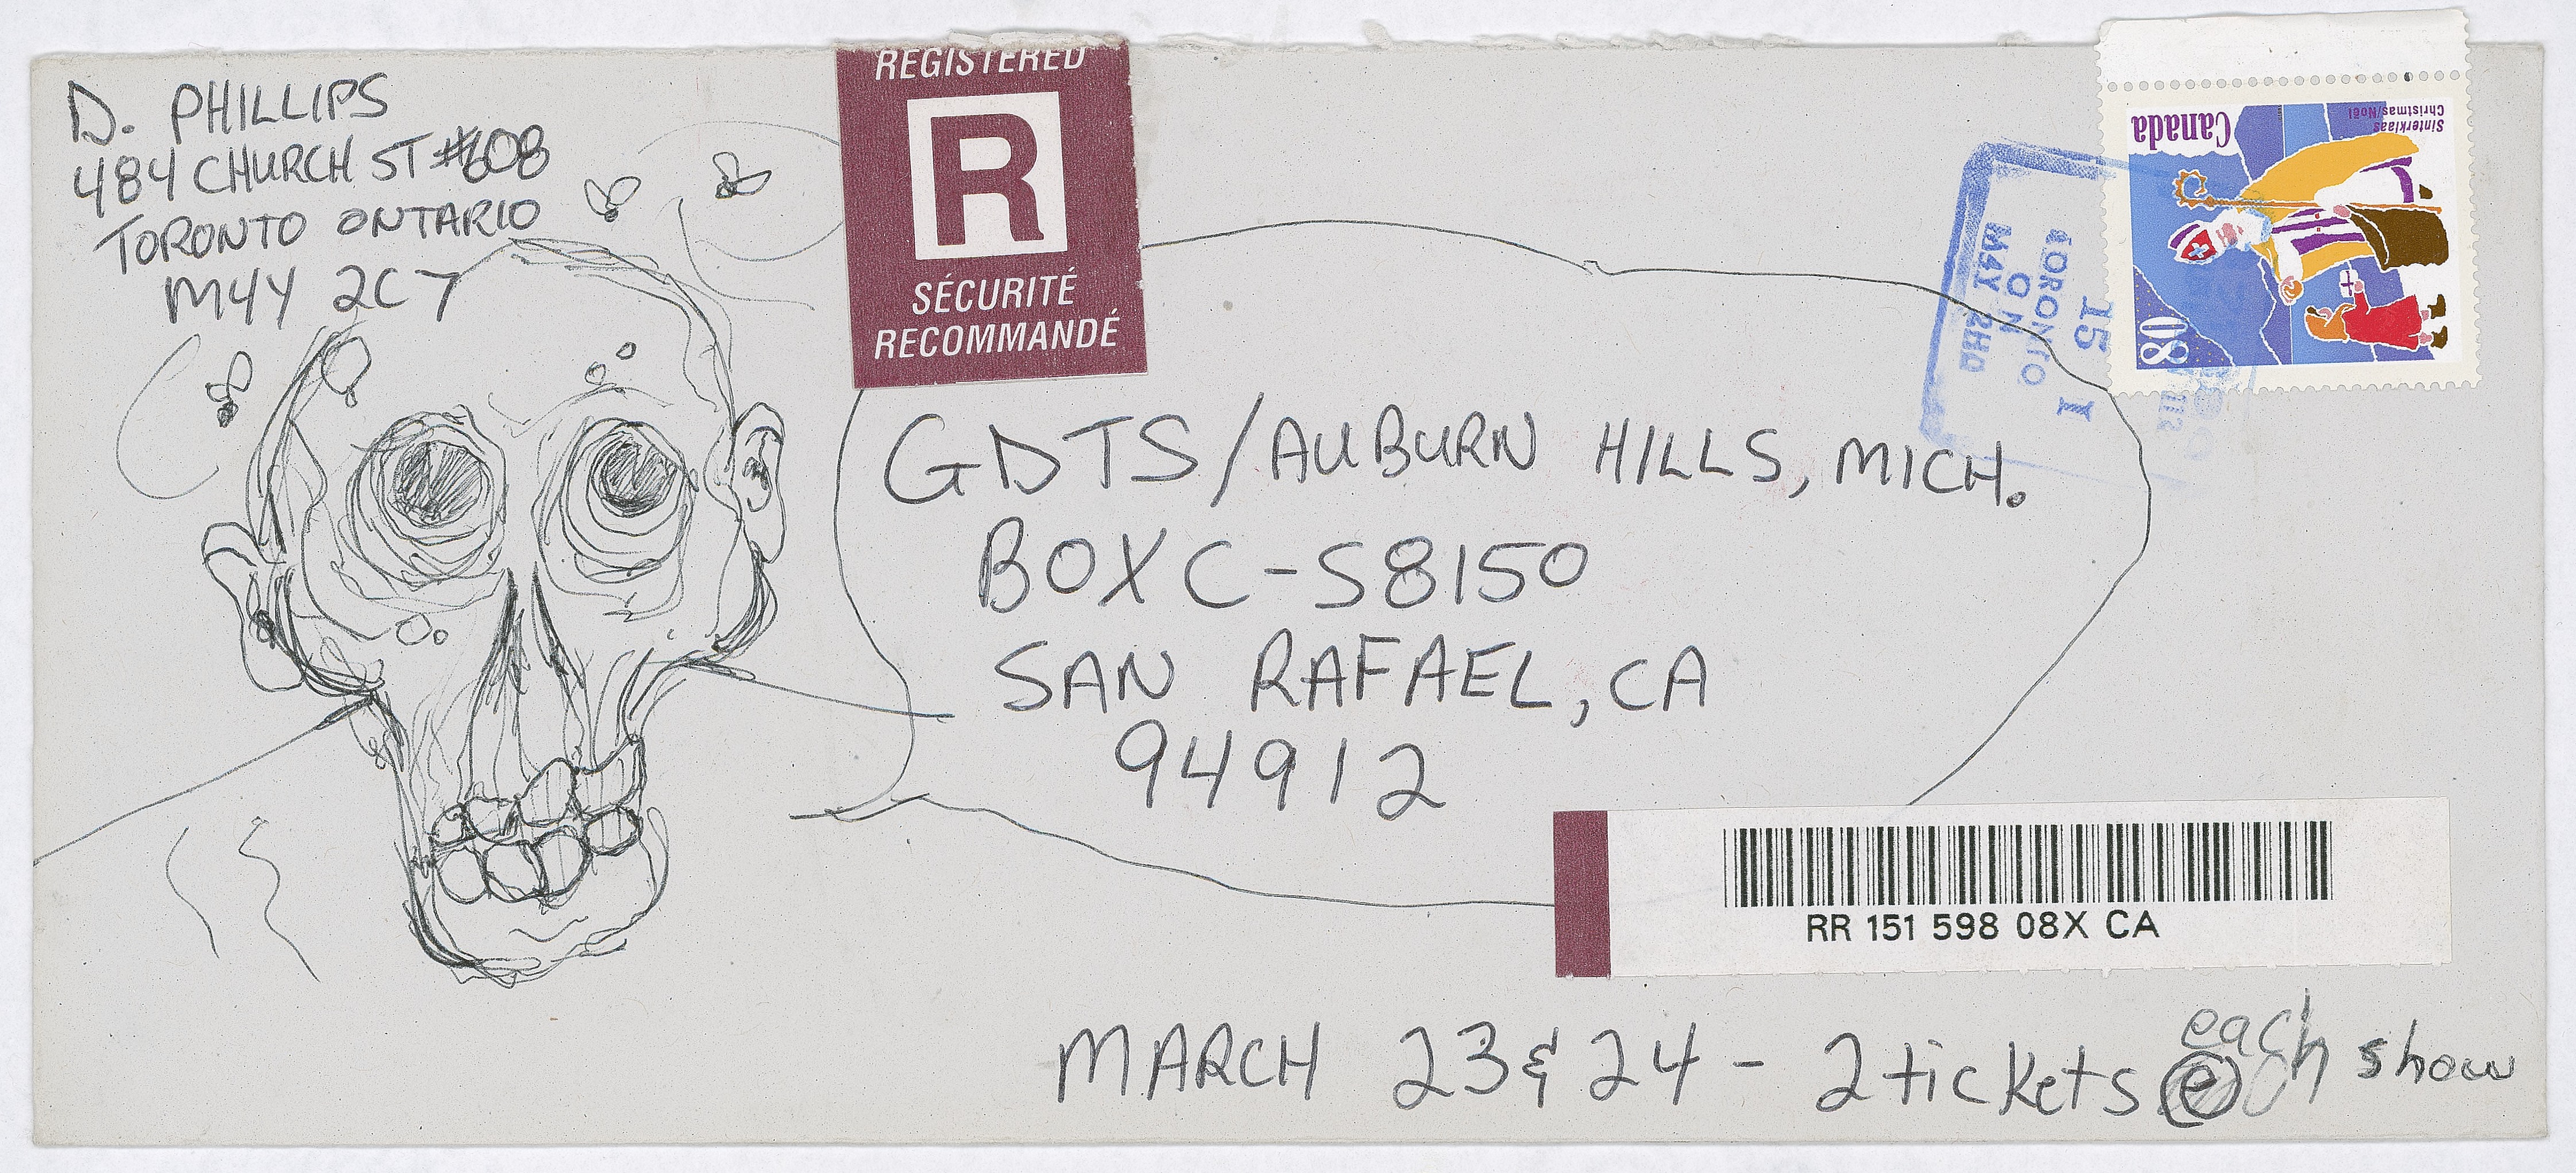 D. PHILLIPS
484 CHURCH ST #608
TORONTO ONTARIO
M4Y 2C7
REGISTERED
R
SÉCURITÉ
RECOMMANDÉ
Canada
Sinterklaas
Christmas/Noël
80
15 I
TORONTO
ON
M4Y 2H0
GDTS/AUBURN HILLS, MICH.
BOX C-S8150
SAN RAFAEL, CA
94912
RR 151 598 08X CA
MARCH 23 & 24 - 2 tickets each show